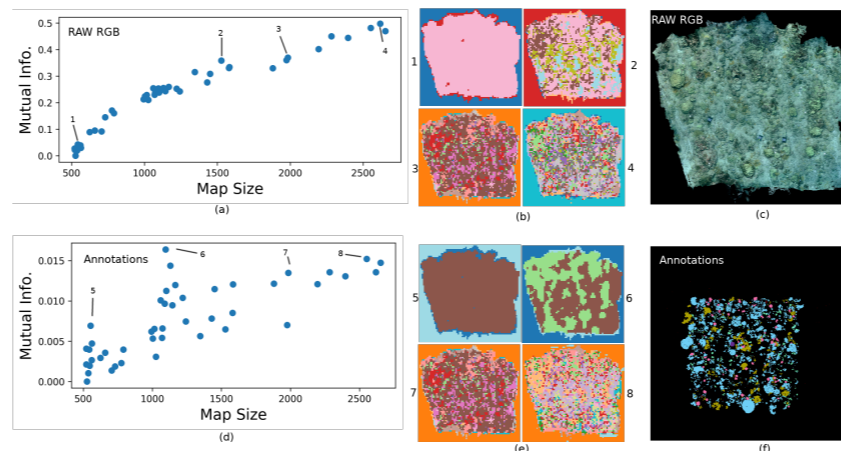 RAW RGB
0.5
0.4
0.3
0.2
0.1
0.0
Mutual Info.
1
2
3
4
500 1000 1500 2000 2500
Map Size
(a)
1
2
3
4
(b)
RAW RGB
(c)
Annotations
0.015
0.010
0.005
0.000
Mutual Info.
5
6
7
8
500 1000 1500 2000 2500
Map Size
(d)
5
6
7
8
(e)
Annotations
(f)